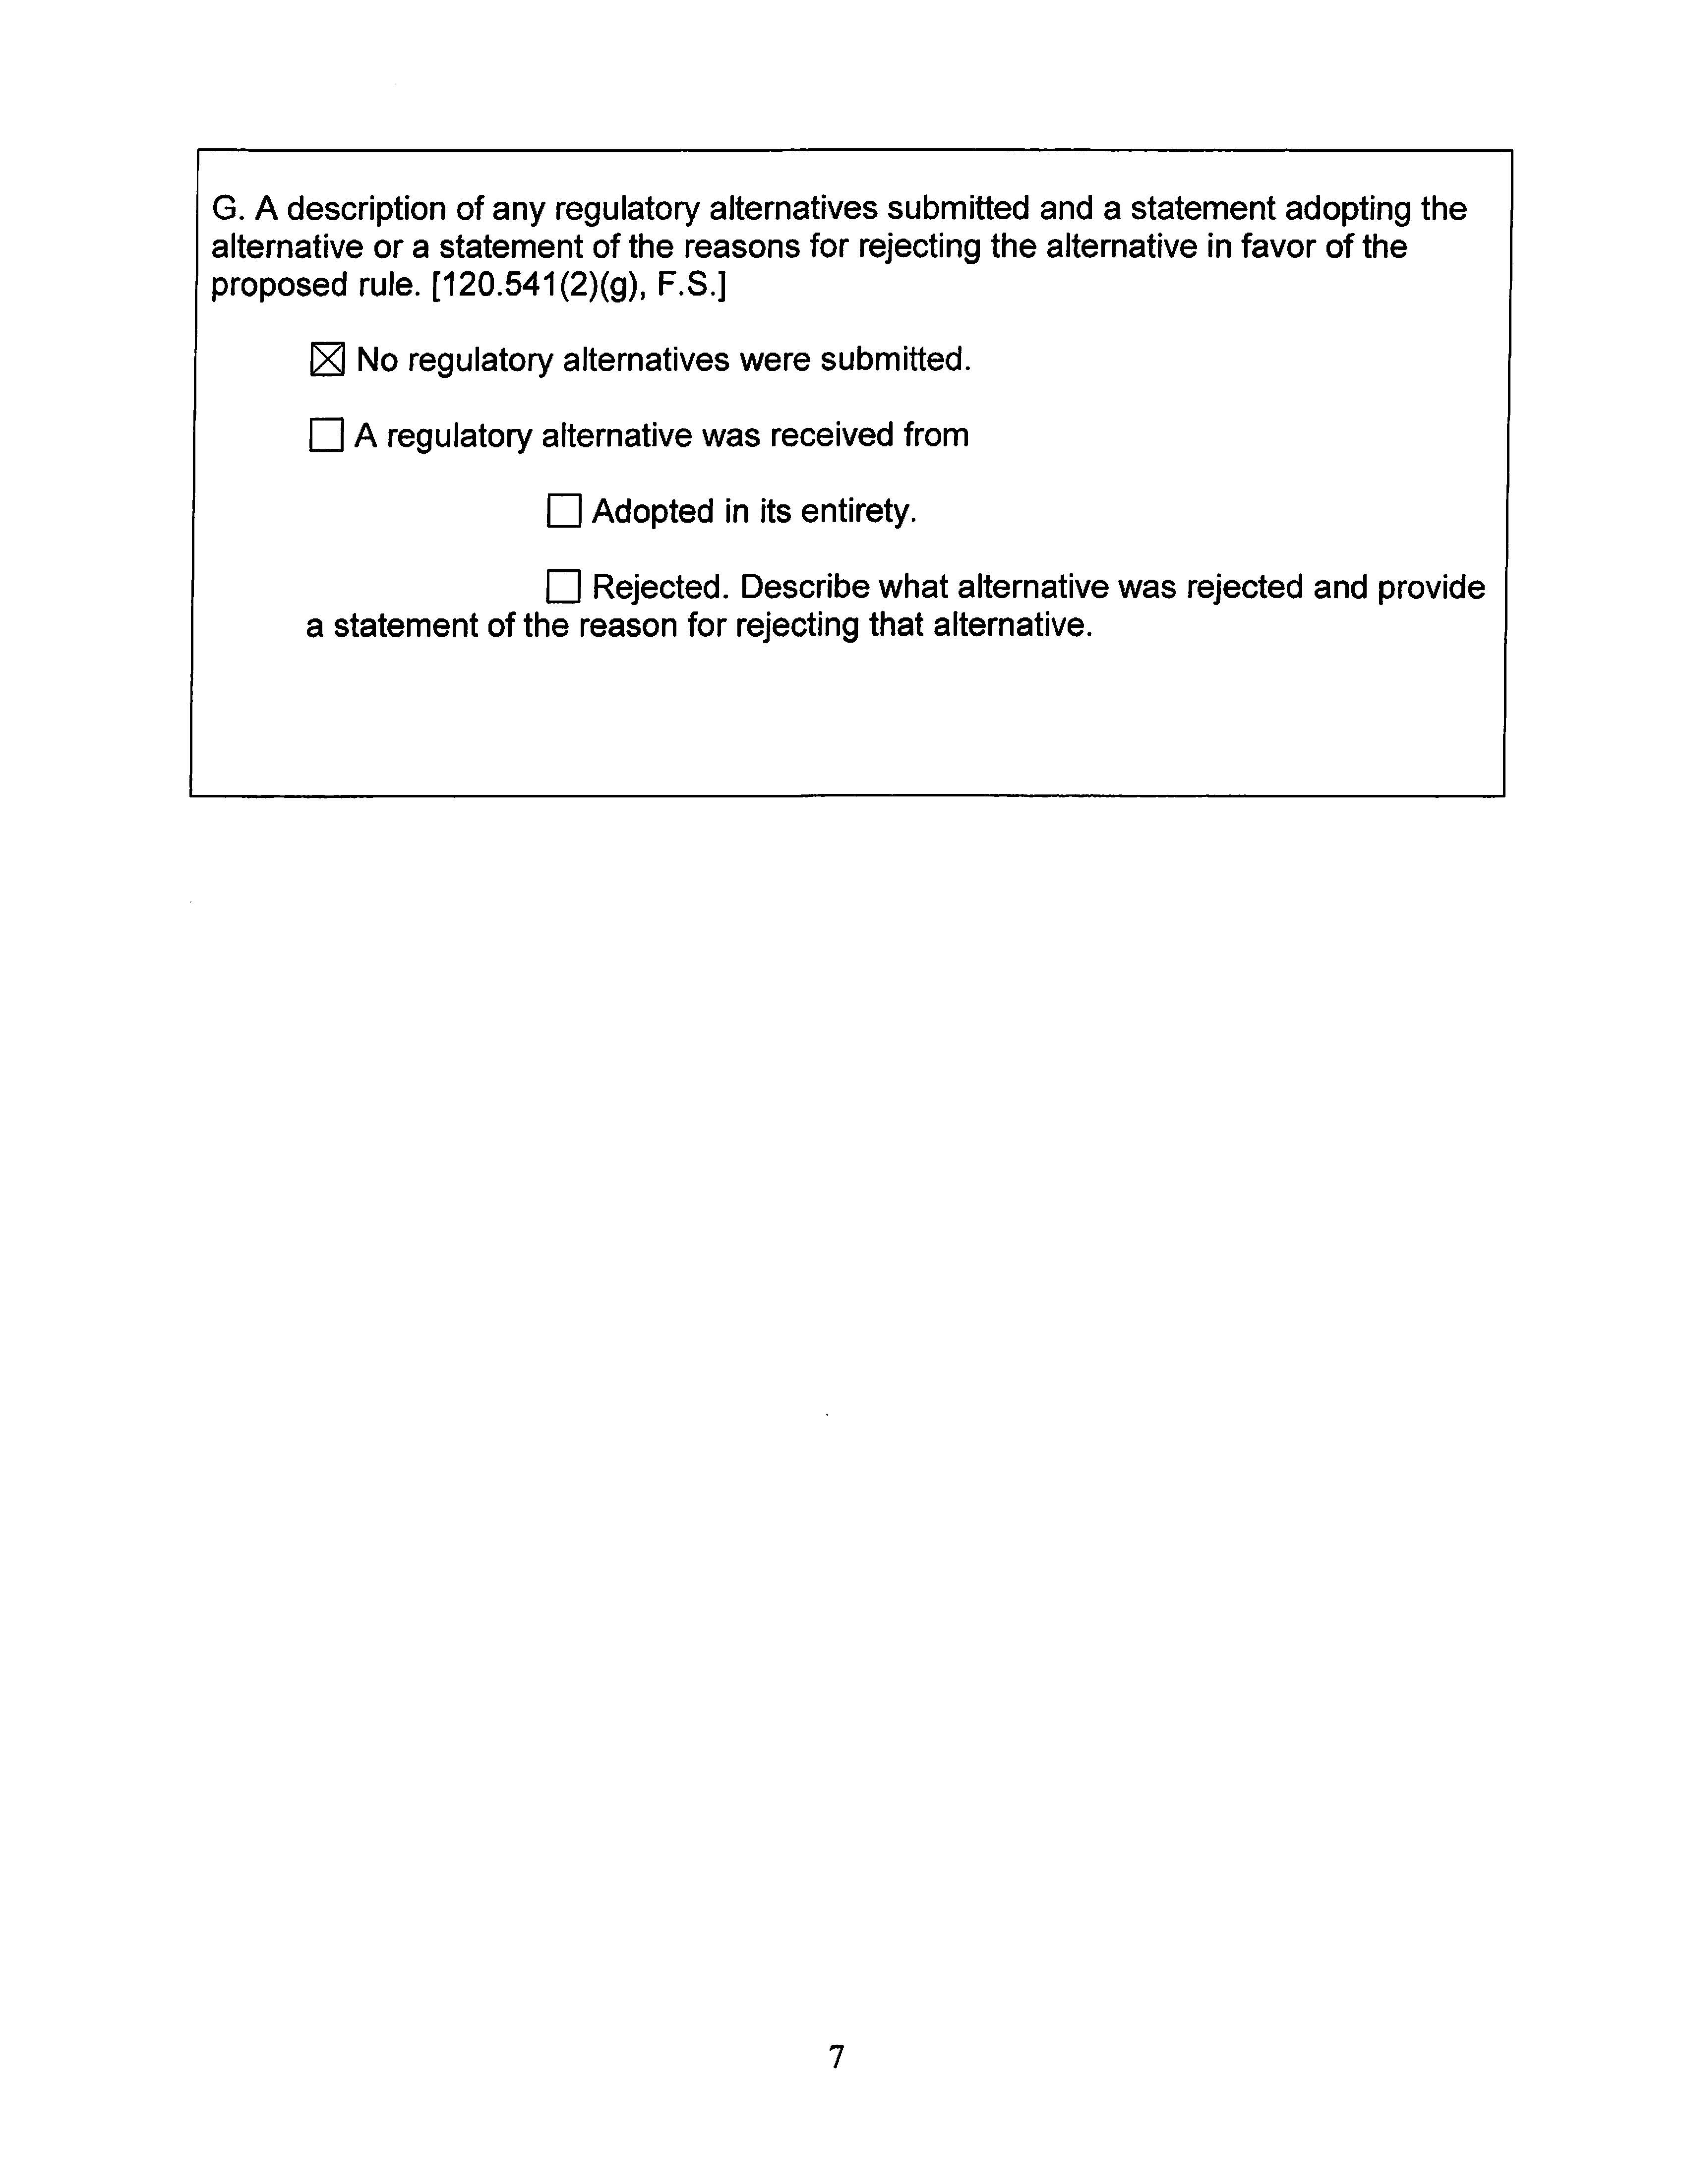 G. A description of any regulatory alternatives submitted and a statement adopting the
alternative or a statement of the reasons for rejecting the alternative in favor of the
proposed rule. [120.541(2)(g), F.S.]
☒ No regulatory alternatives were submitted.
☐ A regulatory alternative was received from
☐ Adopted in its entirety.
☐ Rejected. Describe what alternative was rejected and provide
a statement of the reason for rejecting that alternative.
7